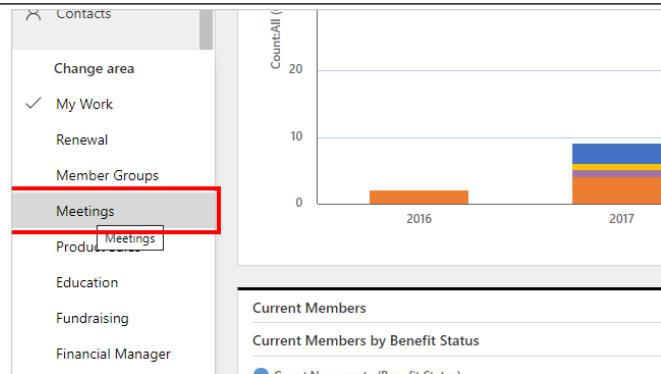 Contacts
Change area
My Work
Renewal
Member Groups
Meetings
Meetings
Education
Fundraising
Financial Manager
Count:All (
20
10
0
2016
2017
Current Members
Current Members by Benefit Status